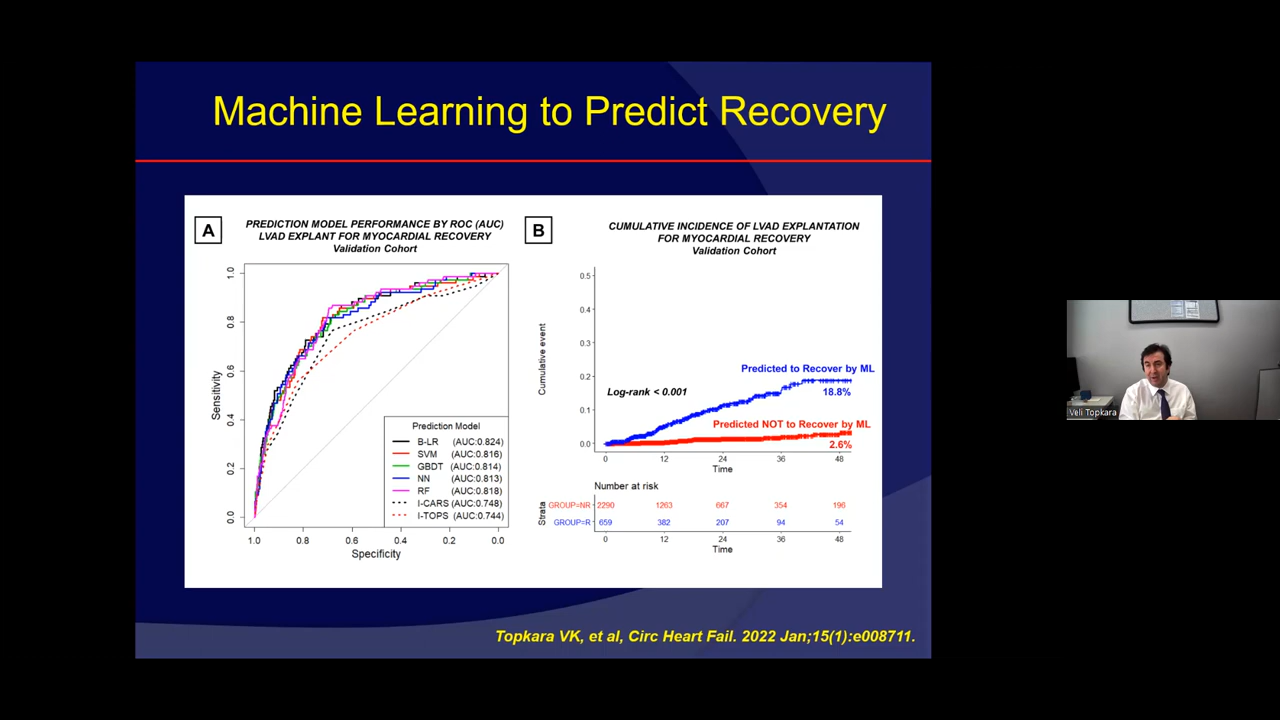 Machine Learning to Predict Recovery
A
PREDICTION MODEL PERFORMANCE BY ROC (AUC)
LVAD EXPLANT FOR MYOCARDIAL RECOVERY
Validation Cohort
Sensitivity
1.0
0.8
0.6
0.4
0.2
0.0
Prediction Model
B-LR (AUC:0.824)
SVM (AUC:0.816)
GBDT (AUC:0.814)
NN (AUC:0.813)
RF (AUC:0.818)
I-CARS (AUC:0.748)
I-TOPS (AUC:0.744)
1.0 0.8 0.6 0.4 0.2 0.0
Specificity
B
CUMULATIVE INCIDENCE OF LVAD EXPLANTATION
FOR MYOCARDIAL RECOVERY
Validation Cohort
Cumulative event
0.5
0.4
0.3
0.2
0.1
0.0
Predicted to Recover by ML
18.8%
Log-rank < 0.001
Predicted NOT to Recover by ML
2.6%
0 12 24 36 48
Time
Number at risk
Strata
GROUP=NR 2290 1263 667 354 196
GROUP=R 659 382 207 94 54
0 12 24 36 48
Time
Topkara VK, et al, Circ Heart Fail. 2022 Jan;15(1):e008711.
Veli Topkara